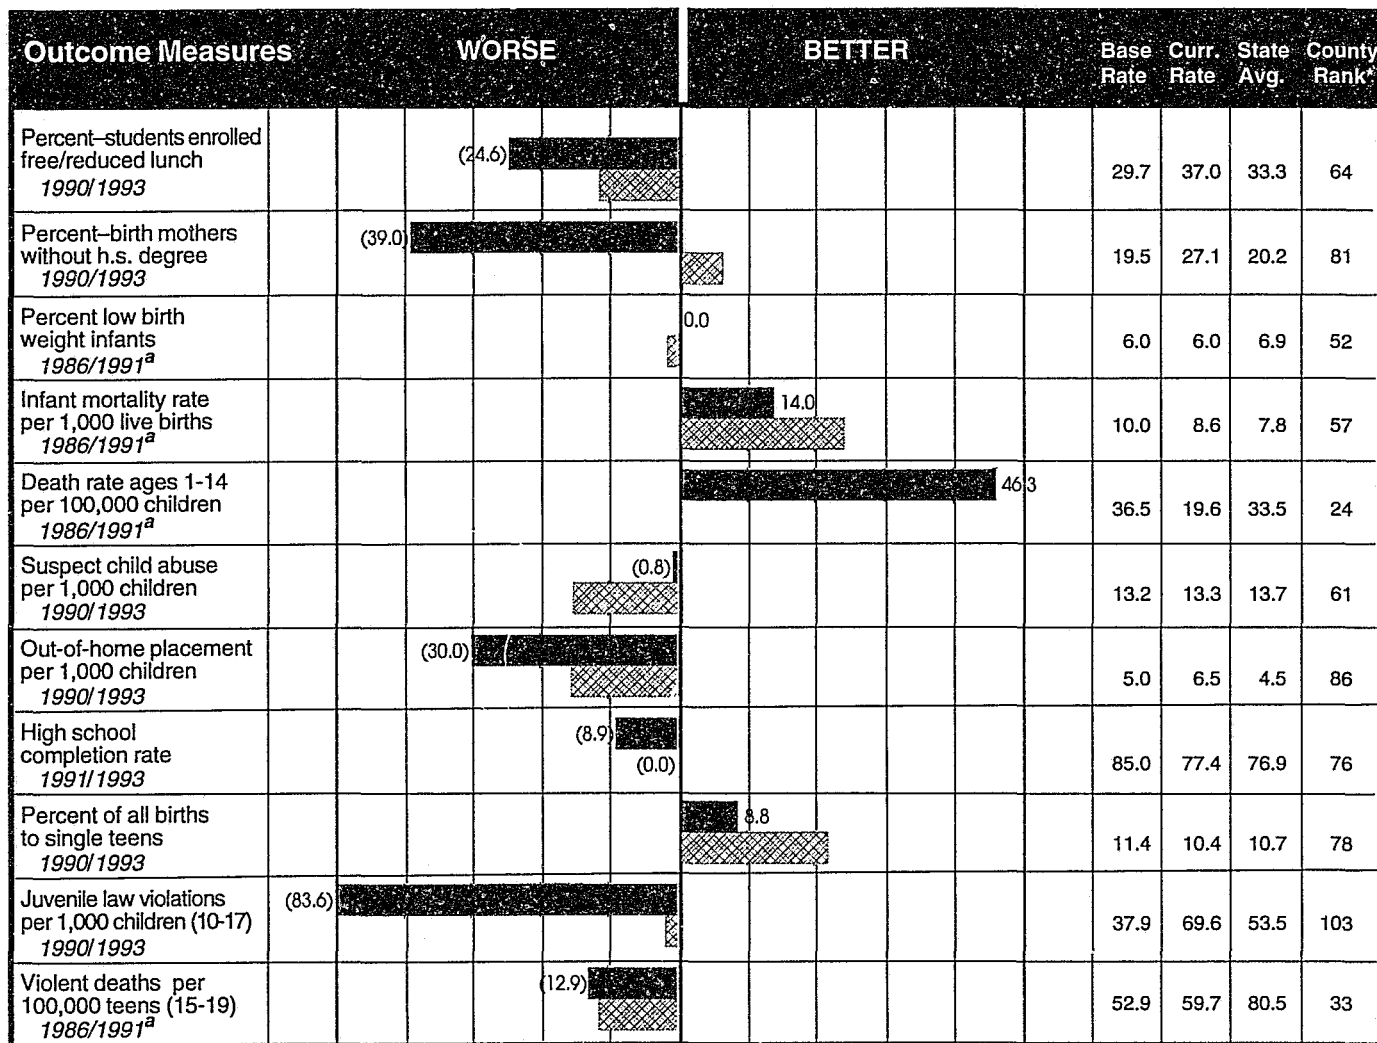 Outcome Measures WORSE BETTER Base Rate Curr. Rate State Avg. County Rank*
Percent–students enrolled
free/reduced lunch
1990/1993
(24.6) 29.7 37.0 33.3 64
Percent–birth mothers
without h.s. degree
1990/1993
(39.0) 19.5 27.1 20.2 81
Percent low birth
weight infants
1986/1991a
0.0 6.0 6.0 6.9 52
Infant mortality rate
per 1,000 live births
1986/1991a
14.0 10.0 8.6 7.8 57
Death rate ages 1-14
per 100,000 children
1986/1991a
46.3 36.5 19.6 33.5 24
Suspect child abuse
per 1,000 children
1990/1993
(0.8) 13.2 13.3 13.7 61
Out-of-home placement
per 1,000 children
1990/1993
(30.0) 5.0 6.5 4.5 86
High school
completion rate
1991/1993
(8.9) (0.0) 85.0 77.4 76.9 76
Percent of all births
to single teens
1990/1993
8.8 11.4 10.4 10.7 78
Juvenile law violations
per 1,000 children (10-17)
1990/1993
(83.6) 37.9 69.6 53.5 103
Violent deaths per
100,000 teens (15-19)
1986/1991a
(12.9) 52.9 59.7 80.5 33